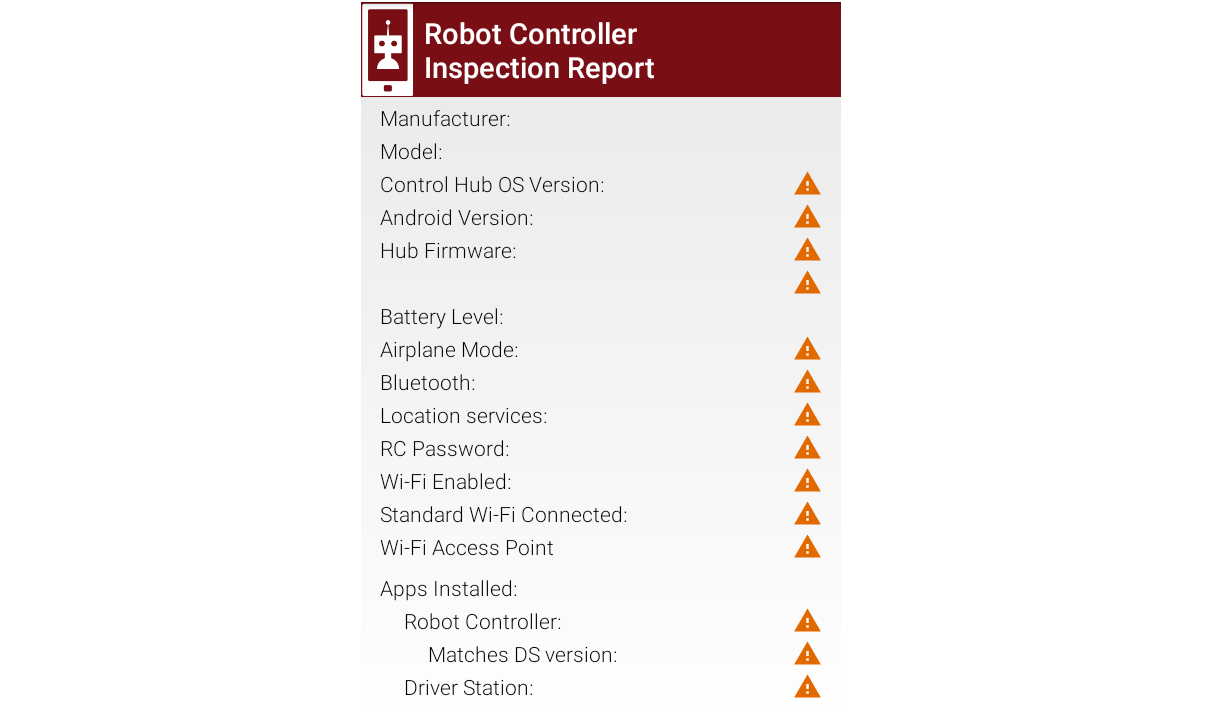 Robot Controller
Inspection Report
Manufacturer:
Model:
Control Hub OS Version:
Android Version:
Hub Firmware:
Battery Level:
Airplane Mode:
Bluetooth:
Location services:
RC Password:
Wi-Fi Enabled:
Standard Wi-Fi Connected:
Wi-Fi Access Point
Apps Installed:
Robot Controller:
Matches DS version:
Driver Station: